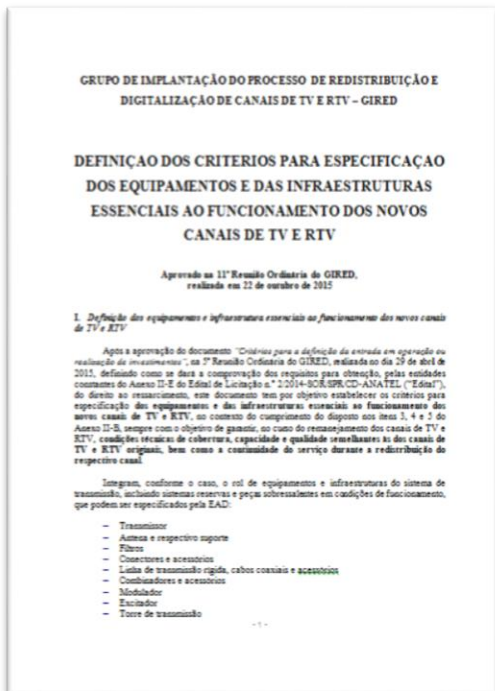 GRUPO DE IMPLANTAÇÃO DO PROCESSO DE REDISTRIBUIÇÃO E
DIGITALIZAÇÃO DE CANAIS DE TV E RTV – GIRED
DEFINIÇAO DOS CRITERIOS PARA ESPECIFICAÇAO
DOS EQUIPAMENTOS E DAS INFRAESTRUTURAS
ESSENCIAIS AO FUNCIONAMENTO DOS NOVOS
CANAIS DE TV E RTV
Aprovado na 11ª Reunião Ordinária do GIRED,
realizada em 22 de outubro de 2015
1. Definição dos equipamentos e infraestrutura essenciais ao funcionamento dos novos canais
de TV e RTV
Após a aprovação do documento "Critérios para a definição da entrada em operação ou
realização de investimentos", na 5ª Reunião Ordinária do GIRED, realizada no dia 29 de abril de
2015, definindo como se dará a comprovação dos requisitos para obtenção, pelas entidades
constantes do Anexo II-E do Edital de Licitação n.º 2/2014-SOR/SPR/CD-ANATEL ("Edital"),
do direito ao ressarcimento, este documento tem por objetivo estabelecer os critérios para
especificação dos equipamentos e das infraestruturas essenciais ao funcionamento dos
novos canais de TV e RTV, no contexto do cumprimento do disposto nos itens 3, 4 e 5 do
Anexo II-B, sempre com o objetivo de garantir, no curso do remanejamento dos canais de TV e
RTV, condições técnicas de cobertura, capacidade e qualidade semelhantes às dos canais de
TV e RTV originais, bem como a continuidade do serviço durante a redistribuição do
respectivo canal.
Integram, conforme o caso, o rol de equipamentos e infraestruturas do sistema de
transmissão, incluindo sistemas reservas e peças sobressalentes em condições de funcionamento,
que podem ser especificados pela EAD:
– Transmissor
– Antena e respectivo suporte
– Filtros
– Conectores e acessórios
– Linha de transmissão rígida, cabos coaxiais e acessórios
– Combinadores e acessórios
– Modulador
– Excitador
– Torre de transmissão
- 1 -